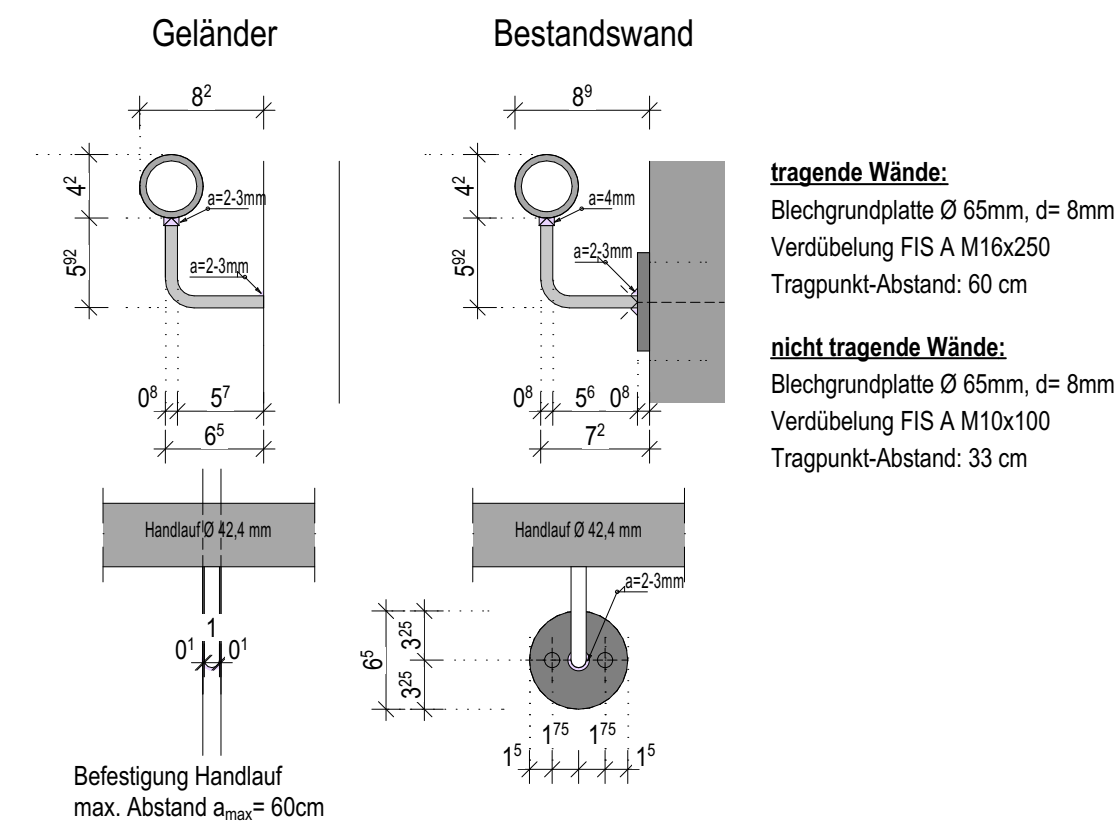 Geländer
Bestandswand
8²
8⁹
4²
a=2-3mm
5⁹²
a=2-3mm
4²
a=4mm
5⁹²
a=2-3mm
tragende Wände:
Blechgrundplatte Ø 65mm, d= 8mm
Verdübelung FIS A M16x250
Tragpunkt-Abstand: 60 cm
nicht tragende Wände:
Blechgrundplatte Ø 65mm, d= 8mm
Verdübelung FIS A M10x100
Tragpunkt-Abstand: 33 cm
0⁸ 5⁷
6⁵
0⁸ 5⁶ 0⁸
7²
Handlauf Ø 42,4 mm
Handlauf Ø 42,4 mm
a=2-3mm
1
0¹ 0¹
6⁵
3²⁵
3²⁵
1⁷⁵ 1⁷⁵
1⁵ 1⁵
Befestigung Handlauf
max. Abstand aₘₐₓ= 60cm